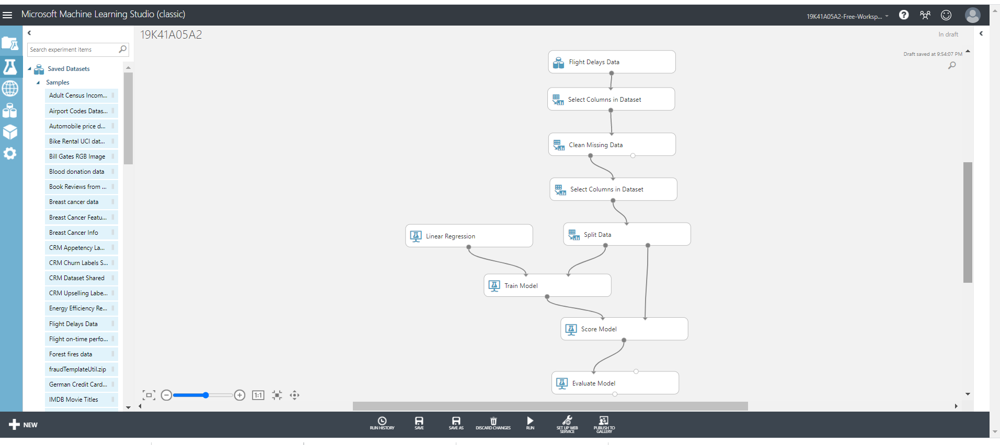 Microsoft Machine Learning Studio (classic)
19K41A05A2-Free-Worksp...
19K41A05A2
In draft
Draft saved at 9:54:07 PM
Search experiment items
Saved Datasets
Samples
Adult Census Incom...
Airport Codes Datas...
Automobile price d...
Bike Rental UCI dat...
Bill Gates RGB Image
Blood donation data
Book Reviews from ...
Breast cancer data
Breast Cancer Featu...
Breast Cancer Info
CRM Appetency La...
CRM Churn Labels S...
CRM Dataset Shared
CRM Upselling Labe...
Energy Efficiency Re...
Flight Delays Data
Flight on-time perfo...
Forest fires data
fraudTemplateUtil.zip
German Credit Card...
IMDB Movie Titles
Flight Delays Data
Select Columns in Dataset
Clean Missing Data
Select Columns in Dataset
Linear Regression
Split Data
Train Model
Score Model
Evaluate Model
1:1
NEW
RUN HISTORY
SAVE
SAVE AS
DISCARD CHANGES
RUN
SET UP WEB
SERVICE
PUBLISH TO
GALLERY